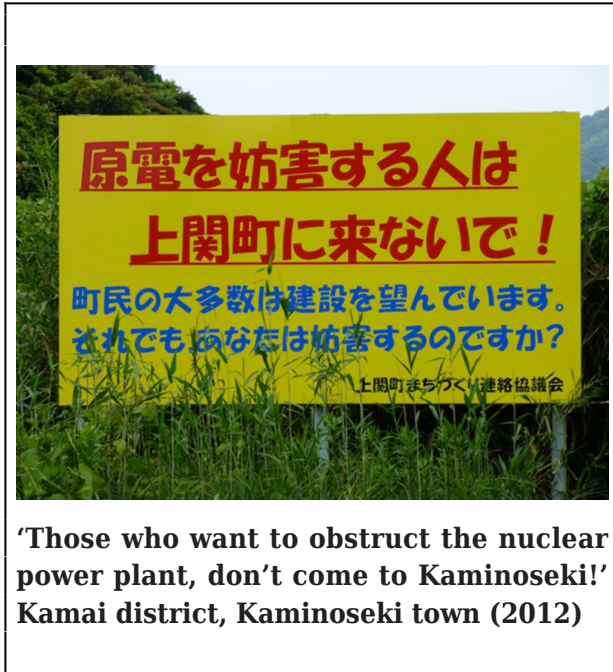 原電を妨害する人は
上関町に来ないで！
町民の大多数は建設を望んでいます。
それでも、あなたは妨害するのですか？
上関町まちづくり連絡協議会
‘Those who want to obstruct the nuclear
power plant, don’t come to Kaminoseki!’
Kamai district, Kaminoseki town (2012)